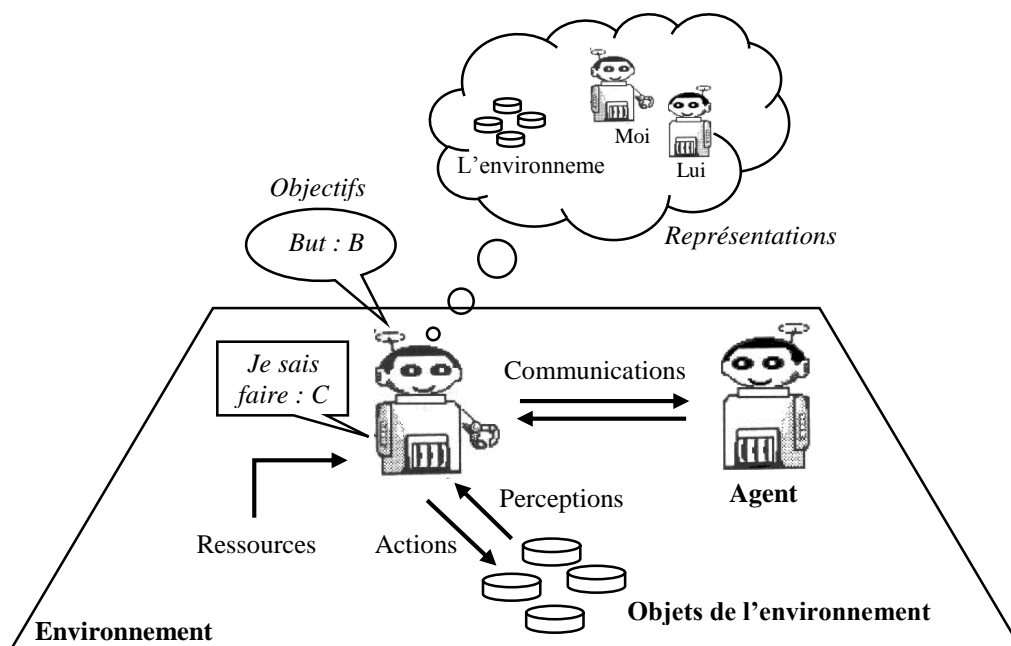 Moi
L'environneme
Lui
Objectifs
Représentations
But : B
Je sais
faire : C
Communications
Agent
Perceptions
Ressources
Actions
Objets de l'environnement
Environnement